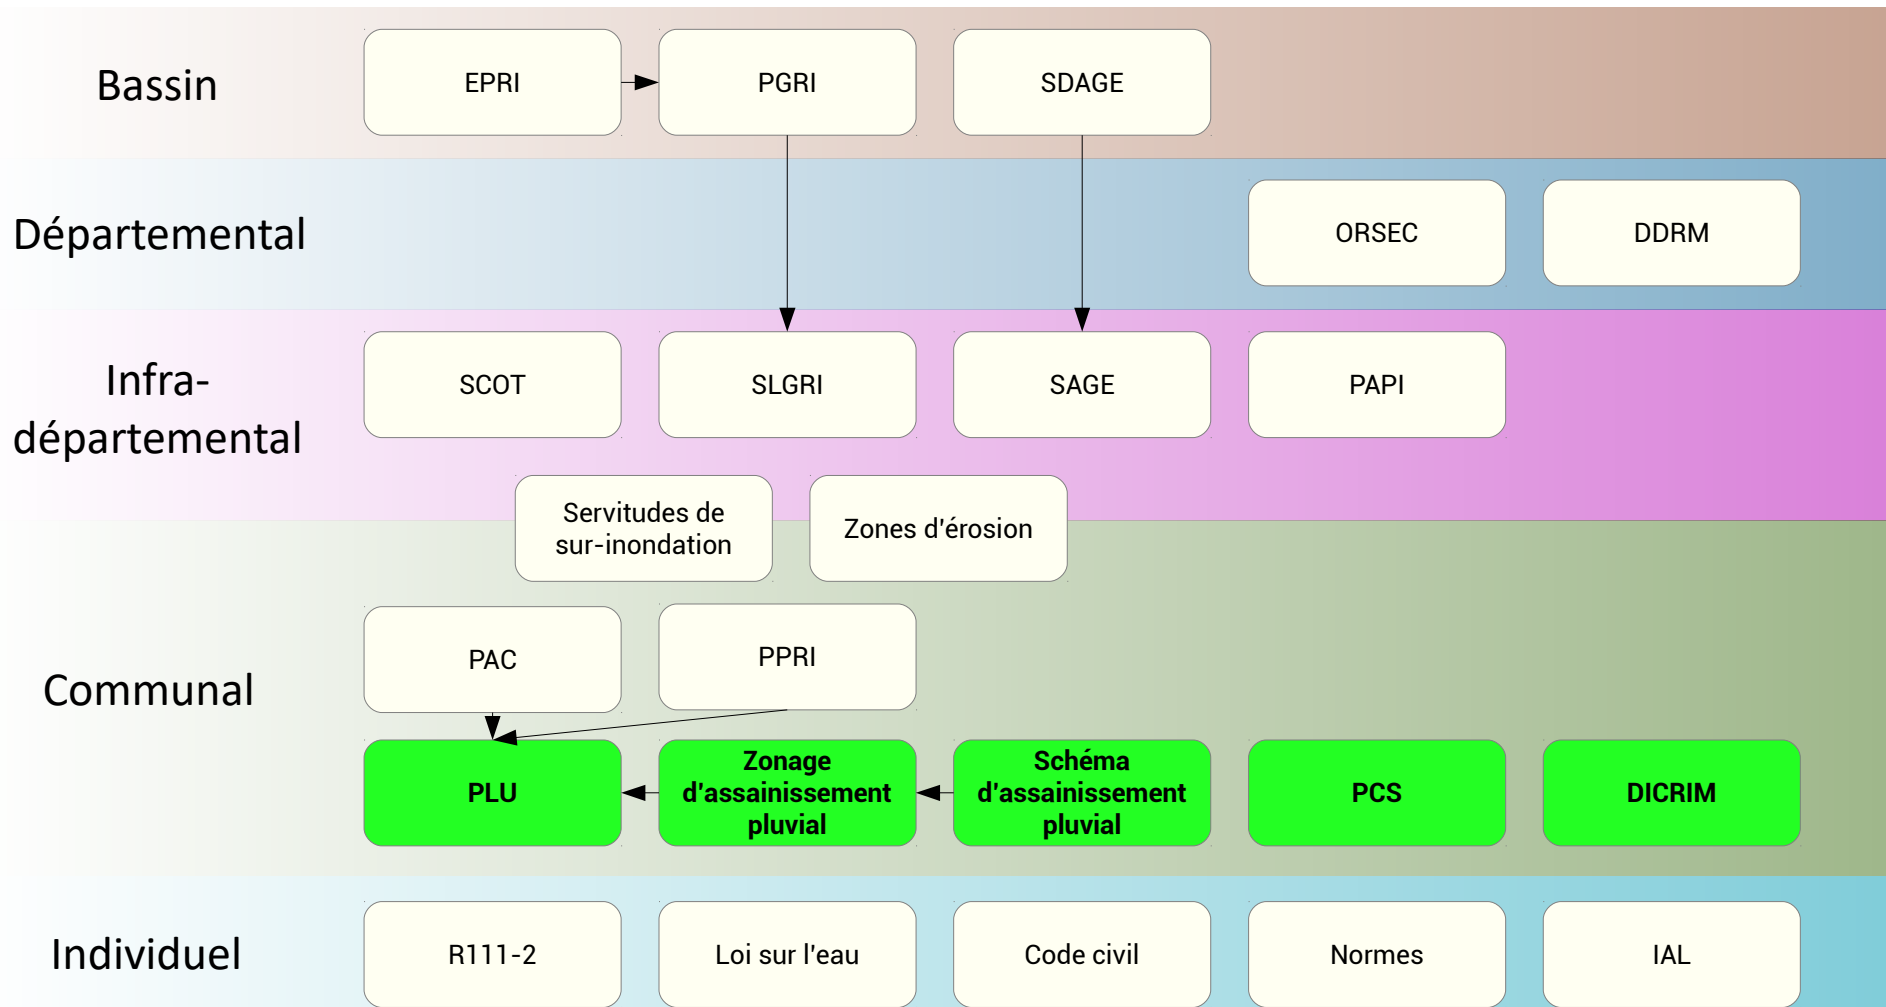 Bassin
EPRI
PGRI
SDAGE
Départemental
ORSEC
DDRM
Infra-
départemental
SCOT
SLGRI
SAGE
PAPI
Servitudes de
sur-inondation
Zones d'érosion
Communal
PAC
PPRI
PLU
Zonage
d'assainissement
pluvial
Schéma
d'assainissement
pluvial
PCS
DICRIM
Individuel
R111-2
Loi sur l'eau
Code civil
Normes
IAL